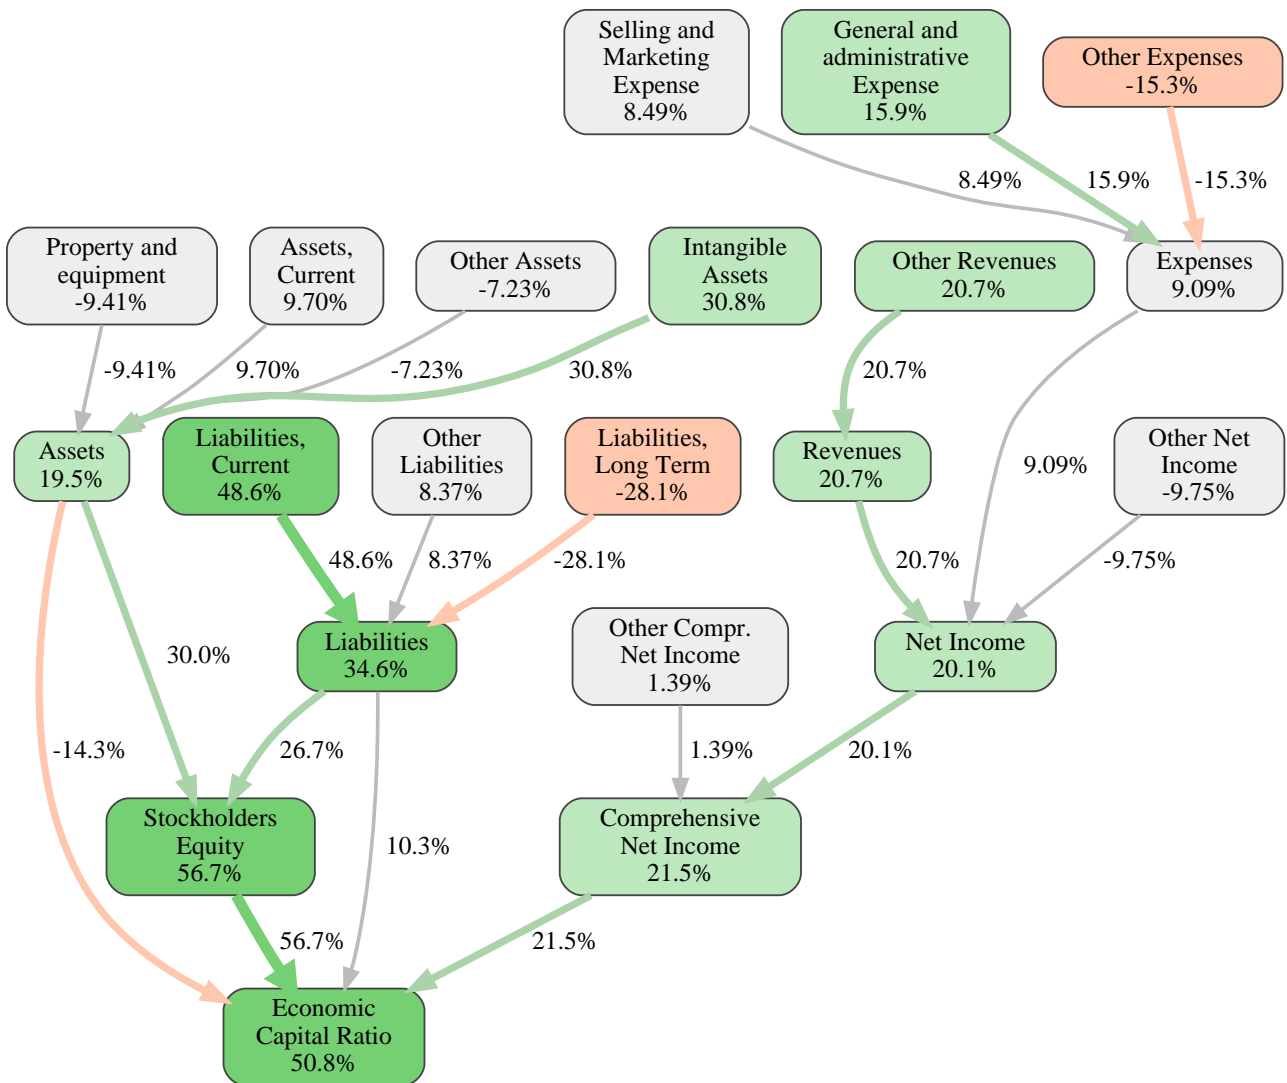 Selling and
Marketing
Expense
8.49%
General and
administrative
Expense
15.9%
Other Expenses
-15.3%
8.49%
15.9%
-15.3%
Property and
equipment
-9.41%
Assets,
Current
9.70%
Other Assets
-7.23%
Intangible
Assets
30.8%
Other Revenues
20.7%
Expenses
9.09%
-9.41%
9.70%
-7.23%
30.8%
20.7%
Assets
19.5%
Liabilities,
Current
48.6%
Other
Liabilities
8.37%
Liabilities,
Long Term
-28.1%
Revenues
20.7%
9.09%
Other Net
Income
-9.75%
48.6%
8.37%
-28.1%
20.7%
-9.75%
30.0%
Liabilities
34.6%
Other Compr.
Net Income
1.39%
Net Income
20.1%
-14.3%
26.7%
1.39%
20.1%
Stockholders
Equity
56.7%
10.3%
Comprehensive
Net Income
21.5%
56.7%
21.5%
Economic
Capital Ratio
50.8%